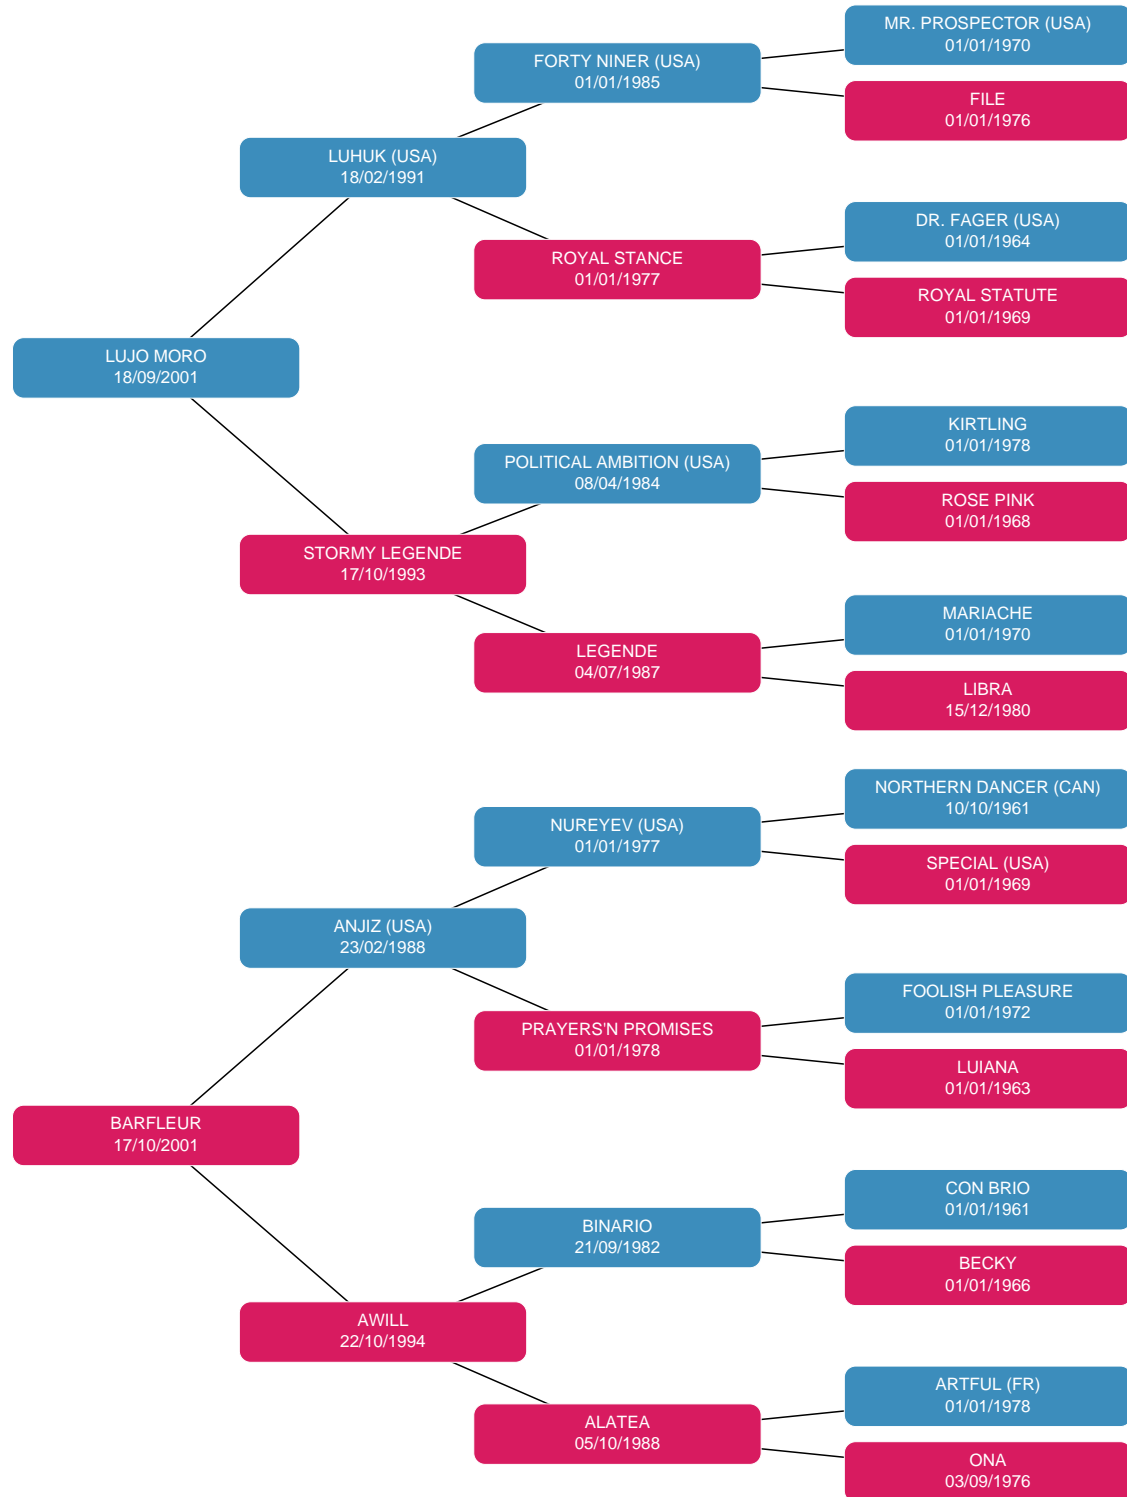 MR. PROSPECTOR (USA)
01/01/1970
FORTY NINER (USA)
01/01/1985
FILE
01/01/1976
LUHUK (USA)
18/02/1991
DR. FAGER (USA)
01/01/1964
ROYAL STANCE
01/01/1977
ROYAL STATUTE
01/01/1969
LUJO MORO
18/09/2001
KIRTLING
01/01/1978
POLITICAL AMBITION (USA)
08/04/1984
ROSE PINK
01/01/1968
STORMY LEGENDE
17/10/1993
MARIACHE
01/01/1970
LEGENDE
04/07/1987
LIBRA
15/12/1980
NORTHERN DANCER (CAN)
10/10/1961
NUREYEV (USA)
01/01/1977
SPECIAL (USA)
01/01/1969
ANJIZ (USA)
23/02/1988
FOOLISH PLEASURE
01/01/1972
PRAYERS'N PROMISES
01/01/1978
LUIANA
01/01/1963
BARFLEUR
17/10/2001
CON BRIO
01/01/1961
BINARIO
21/09/1982
BECKY
01/01/1966
AWILL
22/10/1994
ARTFUL (FR)
01/01/1978
ALATEA
05/10/1988
ONA
03/09/1976